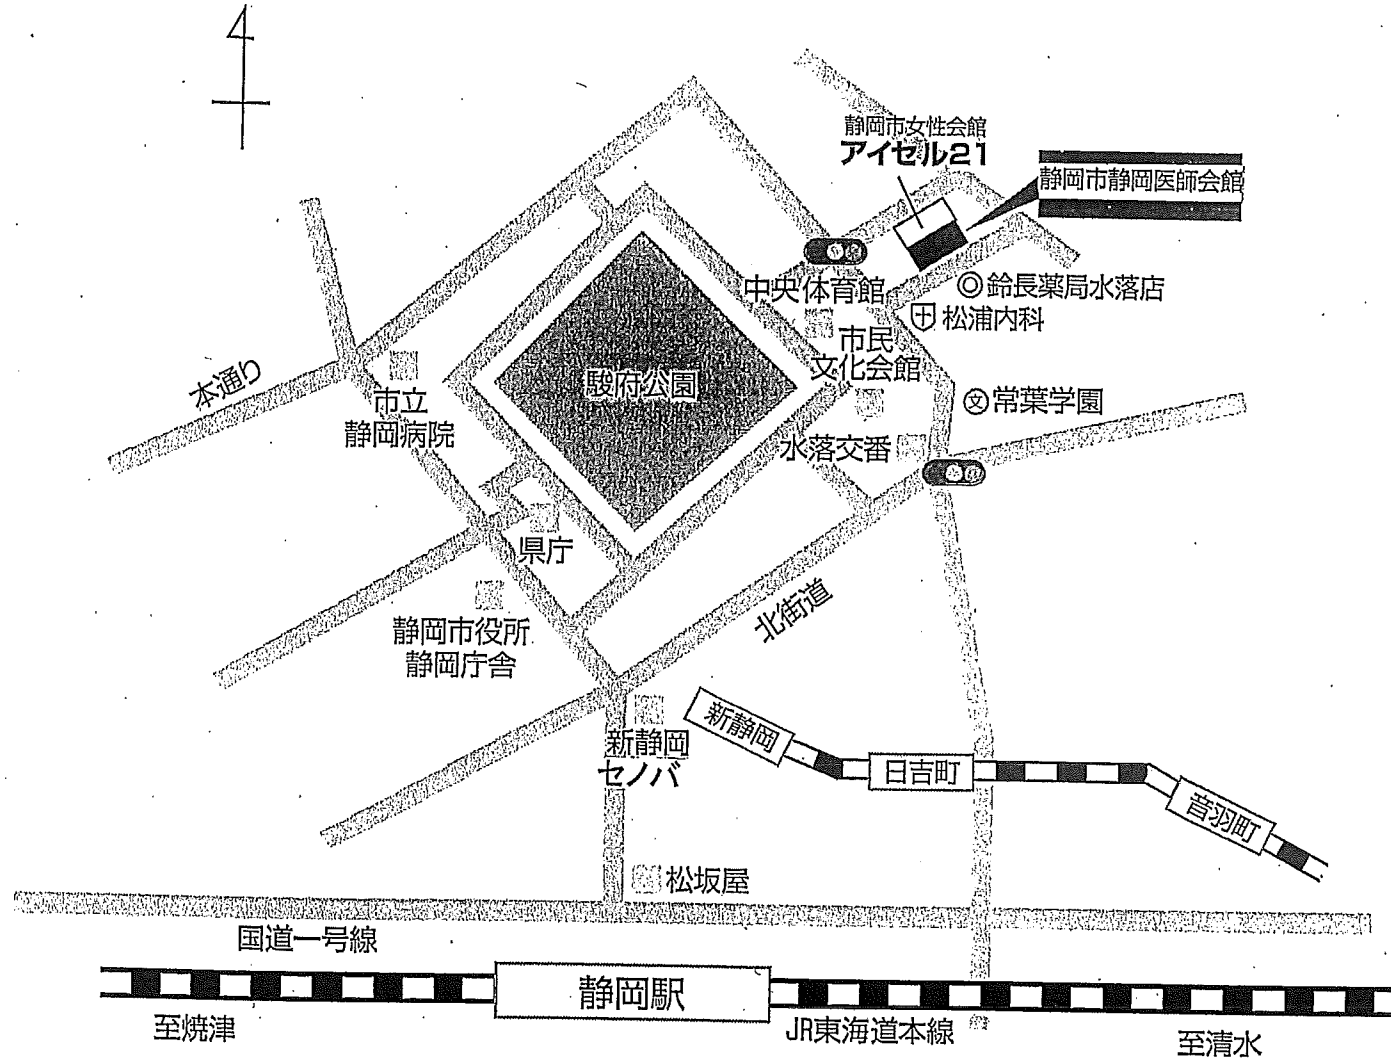 静岡市女性会館
アイセル21
静岡市静岡医師会館
中央体育館
鈴長薬局水落店
松浦内科
市民
文化会館
本通り
駿府公園
市立
静岡病院
文
常葉学園
水落交番
県庁
北街道
静岡市役所
静岡庁舎
新静岡
新静岡
セノバ
日吉町
音羽町
松坂屋
国道一号線
静岡駅
至焼津
JR東海道本線
至清水